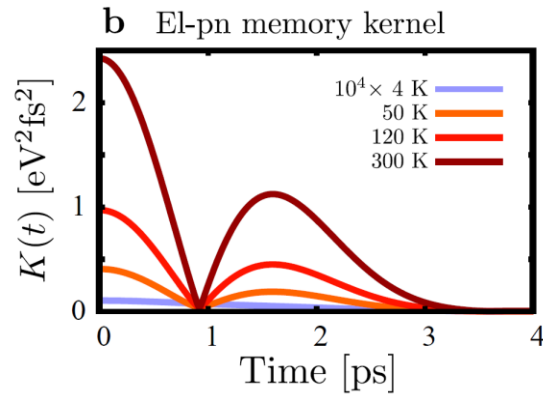 b El-pn memory kernel
K(t) [eV²fs²]
2
1
0
10⁴× 4 K
50 K
120 K
300 K
0 1 2 3 4
Time [ps]